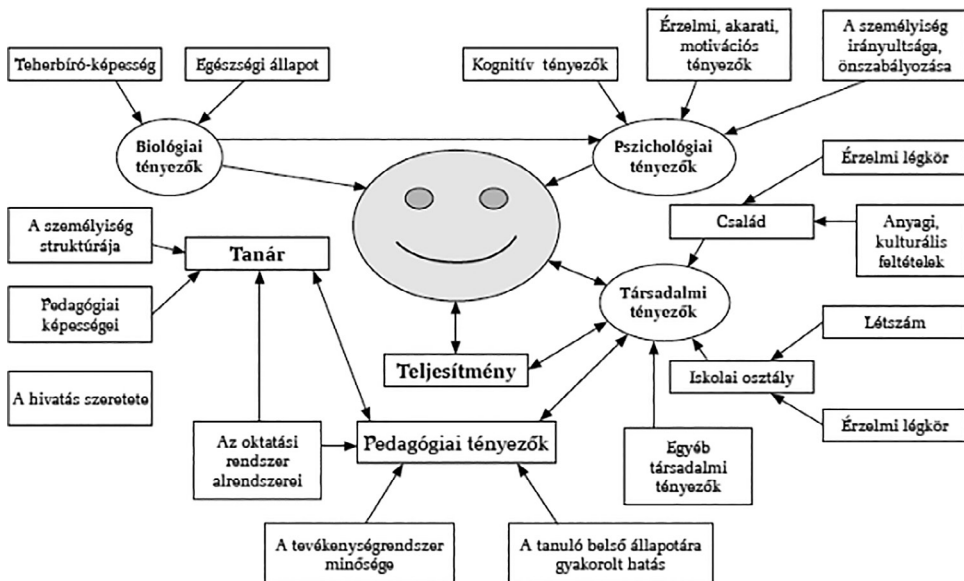 Teherbíró-képesség
Egészségi állapot
Kognitív tényezők
Érzelmi, akarati,
motivációs
tényezők
A személyiség
irányultsága,
önszabályozása
Biológiai
tényezők
Pszichológiai
tényezők
Érzelmi légkör
Család
Anyagi,
kulturális
feltételek
A személyiség
struktúrája
Tanár
Pedagógiai
képességei
Társadalmi
tényezők
Létszám
Teljesítmény
Iskolai osztály
A hivatás szeretete
Érzelmi légkör
Az oktatási
rendszer
alrendszerei
Pedagógiai tényezők
Egyéb
társadalmi
tényezők
A tevékenységrendszer
minősége
A tanuló belső állapotára
gyakorolt hatás